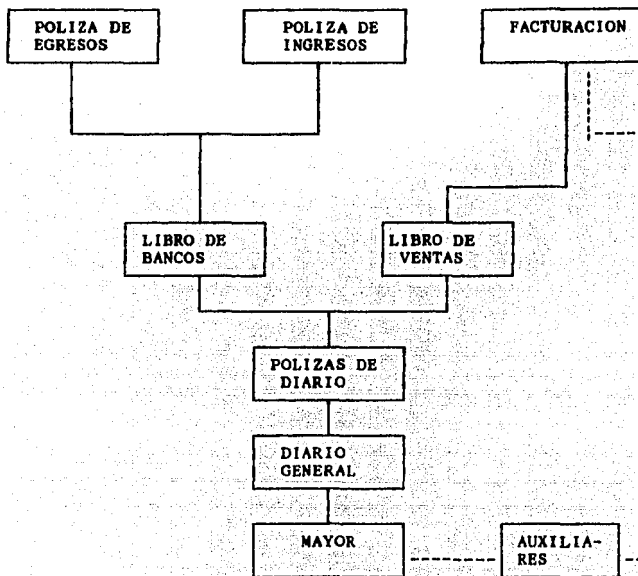 POLIZA DE
EGRESOS
POLIZA DE
INGRESOS
FACTURACION
LIBRO DE
BANCOS
LIBRO DE
VENTAS
POLIZAS DE
DIARIO
DIARIO
GENERAL
MAYOR
AUXILIA-
RES